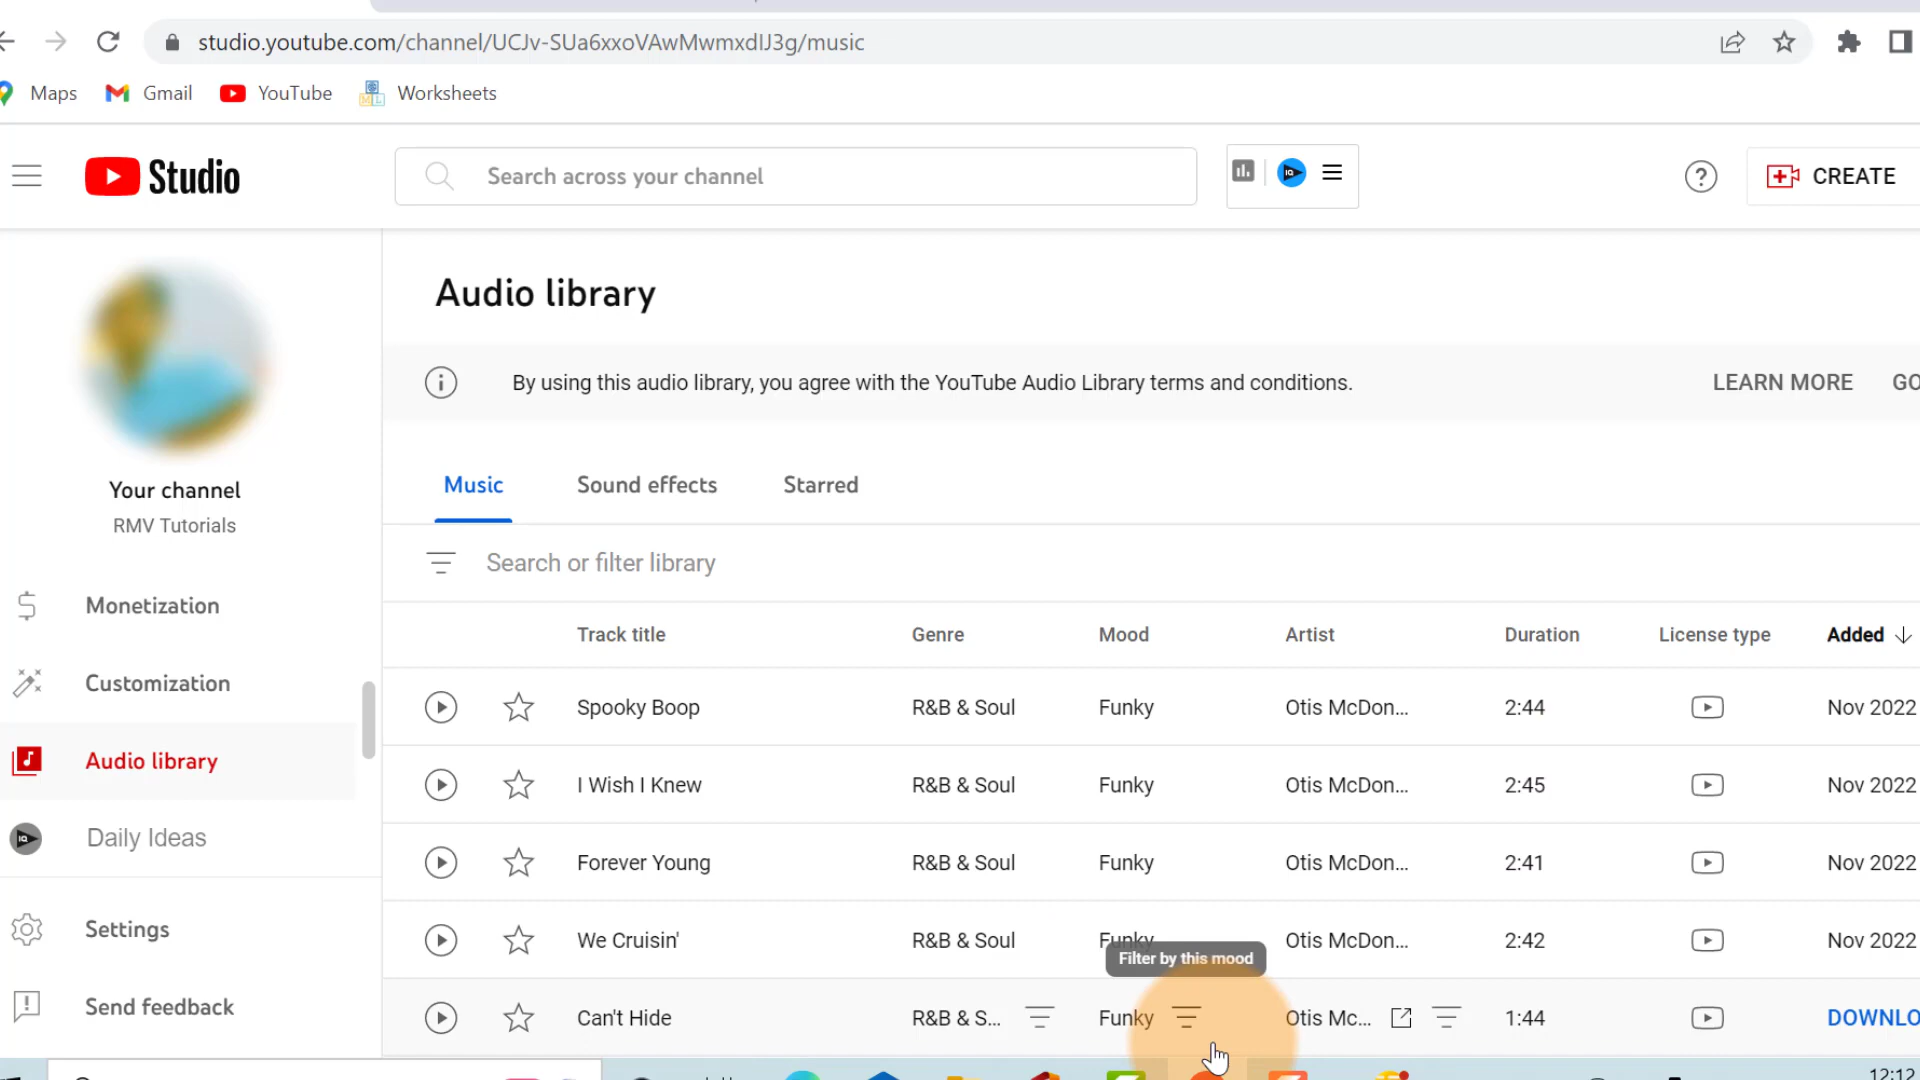 studio.youtube.com/channel/UCJv-SUa6xxoVAwMwmxdIJ3g/music
Maps Gmail YouTube Worksheets
Studio Search across your channel CREATE
Audio library
By using this audio library, you agree with the YouTube Audio Library terms and conditions. LEARN MORE GO
Your channel
RMV Tutorials
Music Sound effects Starred
Search or filter library
Monetization
Customization
Audio library
Daily Ideas
Settings
Send feedback
Track title Genre Mood Artist Duration License type Added
Spooky Boop R&B & Soul Funky Otis McDon... 2:44 Nov 2022
I Wish I Knew R&B & Soul Funky Otis McDon... 2:45 Nov 2022
Forever Young R&B & Soul Funky Otis McDon... 2:41 Nov 2022
We Cruisin' R&B & Soul Funky Otis McDon... 2:42 Nov 2022
Filter by this mood
Can't Hide R&B & S... Funky Otis Mc... 1:44 DOWNLO
12:12